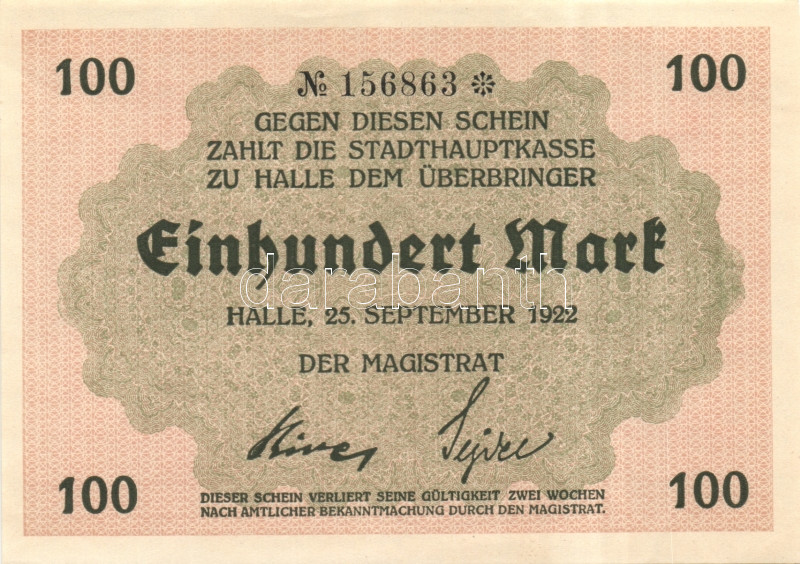 100
100
№ 156863 *
GEGEN DIESEN SCHEIN
ZAHLT DIE STADTHAUPTKASSE
ZU HALLE DEM ÜBERBRINGER
Einhundert Mark
darabanth
HALLE, 25. SEPTEMBER 1922
DER MAGISTRAT
100
100
DIESER SCHEIN VERLIERT SEINE GÜLTIGKEIT ZWEI WOCHEN
NACH AMTLICHER BEKANNTMACHUNG DURCH DEN MAGISTRAT.